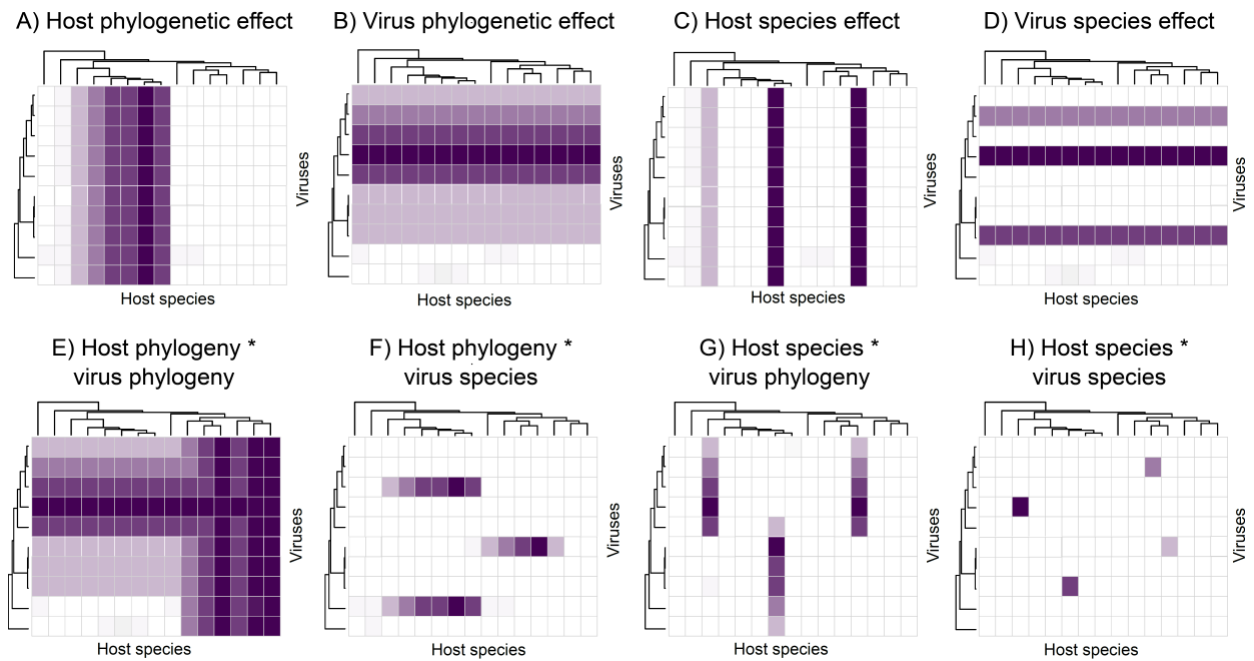 A) Host phylogenetic effect
B) Virus phylogenetic effect
C) Host species effect
D) Virus species effect
Viruses
Viruses
Viruses
Viruses
Host species
Host species
Host species
Host species
E) Host phylogeny *
virus phylogeny
F) Host phylogeny *
virus species
G) Host species *
virus phylogeny
H) Host species *
virus species
Viruses
Viruses
Viruses
Viruses
Host species
Host species
Host species
Host species